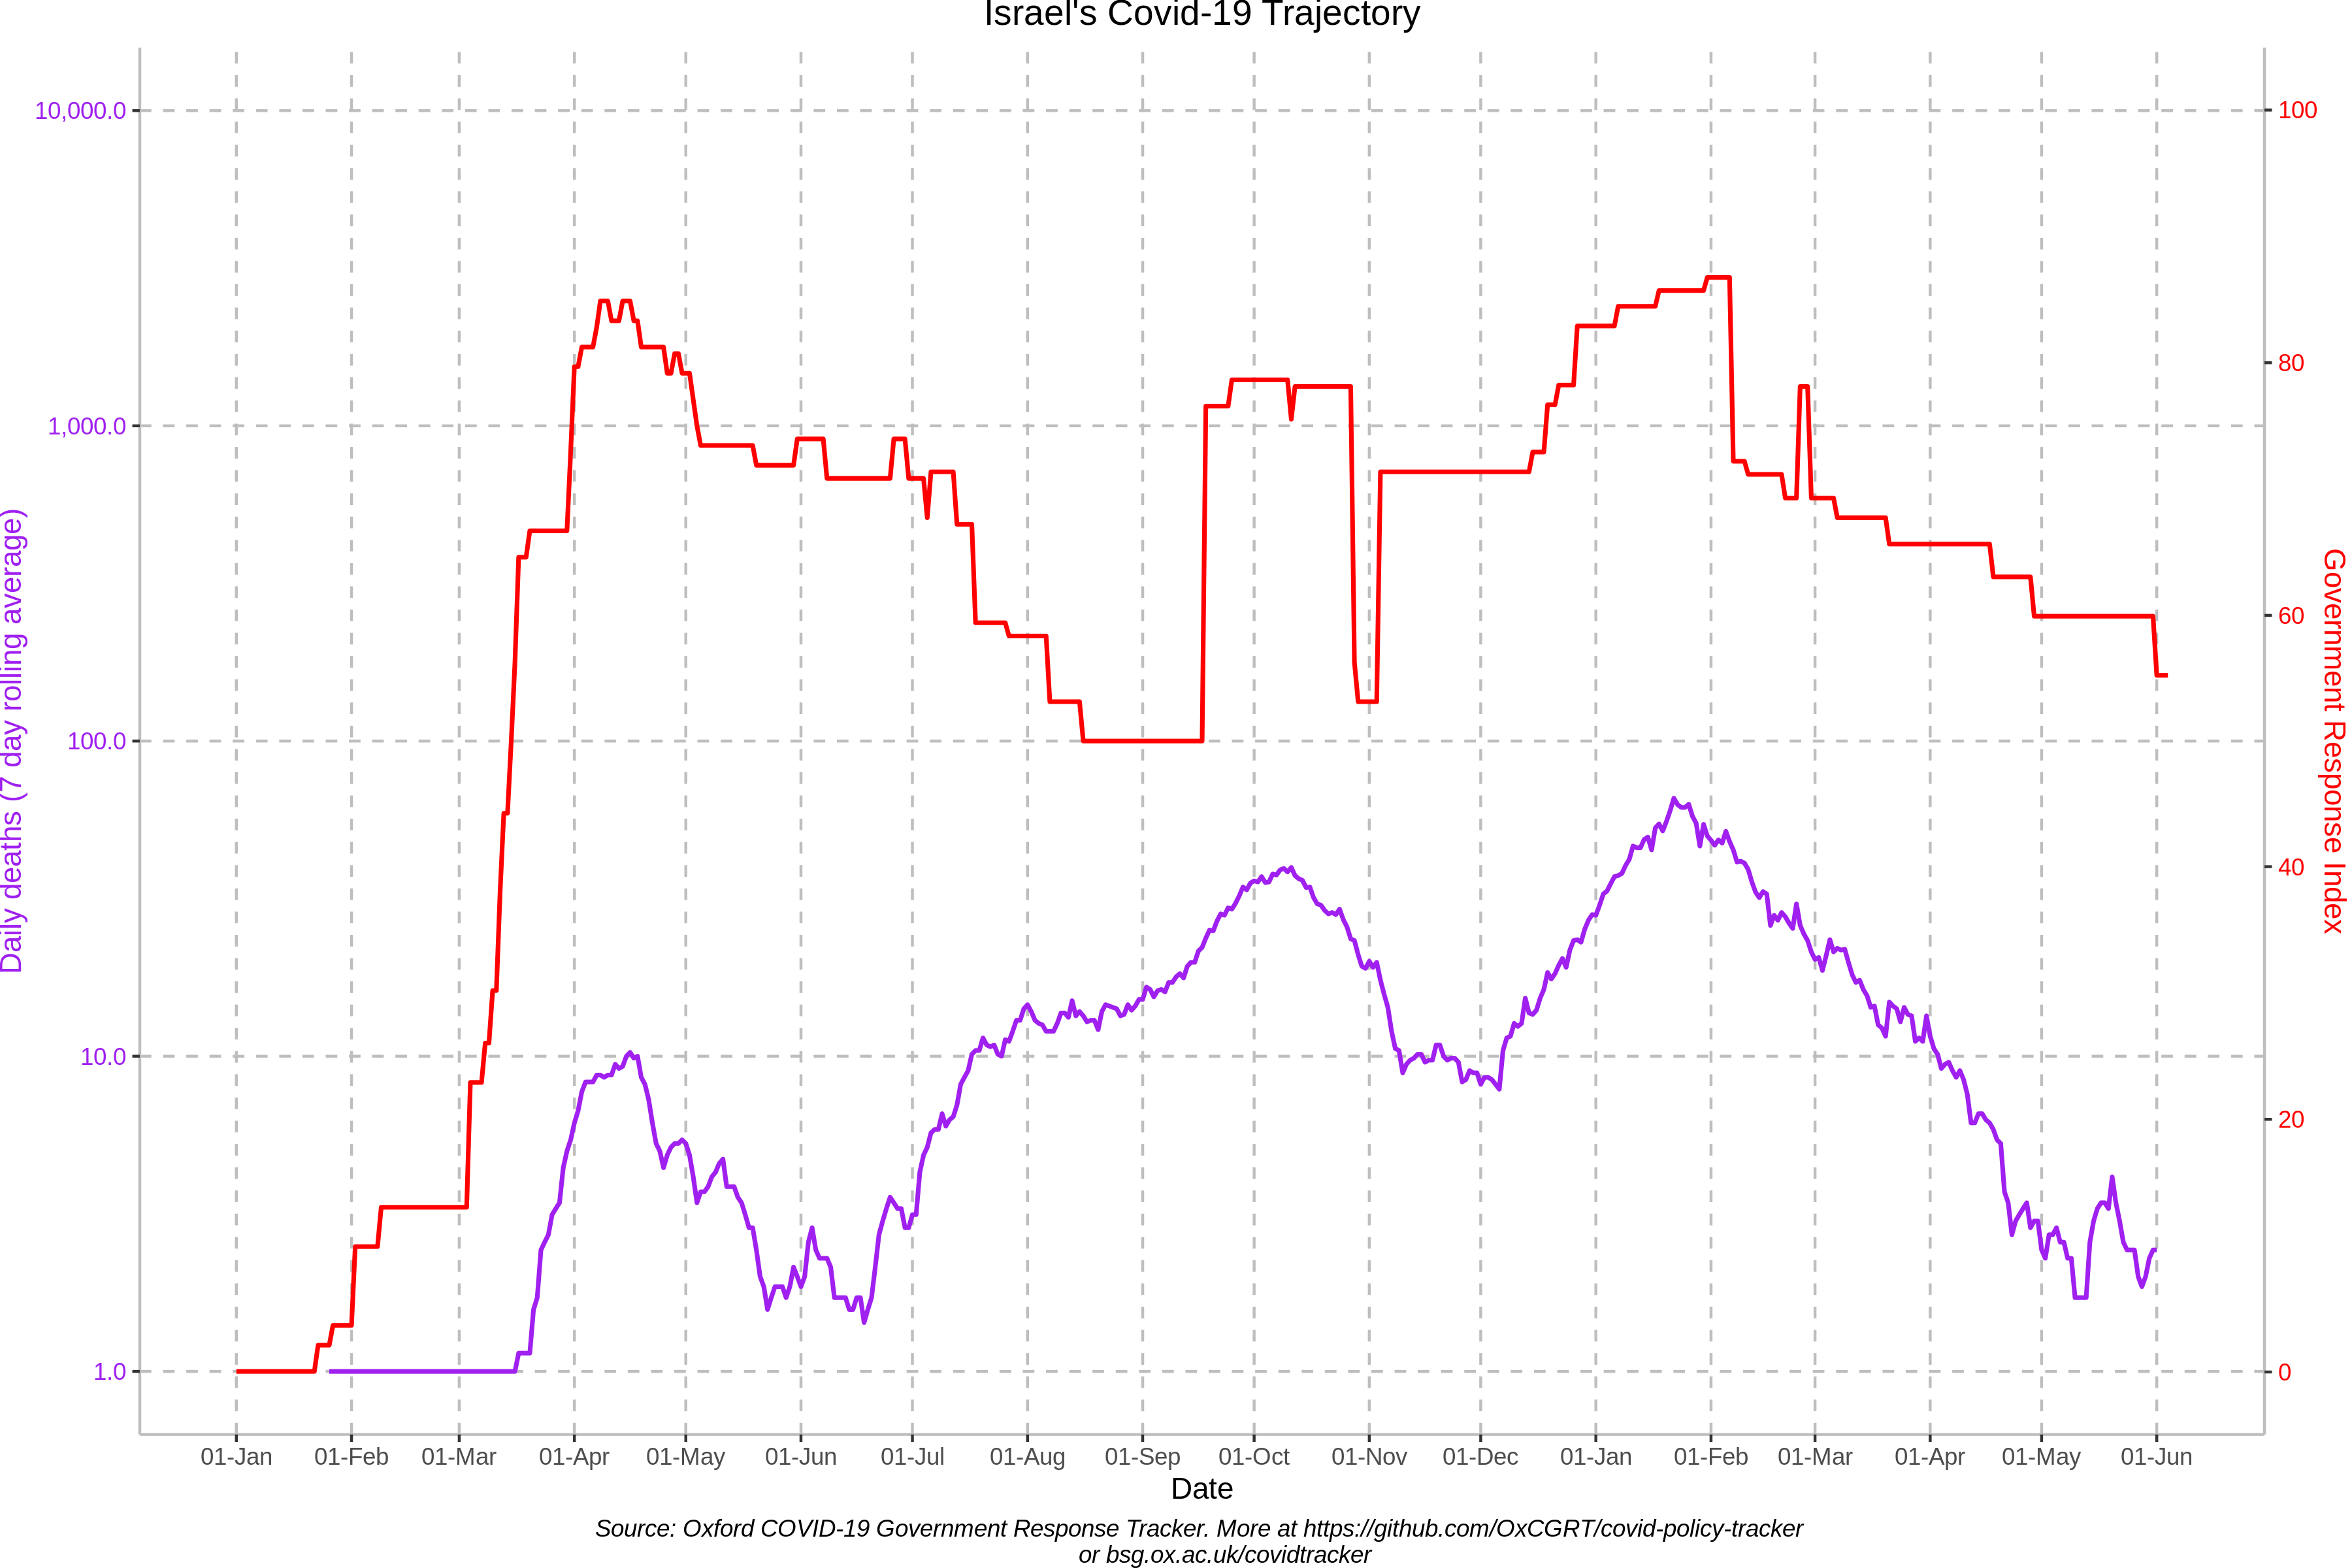 Israel's Covid-19 Trajectory
10,000.0
1,000.0
100.0
10.0
1.0
Daily deaths (7 day rolling average)
100
80
60
40
20
0
Government Response Index
01-Jan 01-Feb 01-Mar 01-Apr 01-May 01-Jun 01-Jul 01-Aug 01-Sep 01-Oct 01-Nov 01-Dec 01-Jan 01-Feb 01-Mar 01-Apr 01-May 01-Jun
Date
Source: Oxford COVID-19 Government Response Tracker. More at https://github.com/OxCGRT/covid-policy-tracker
or bsg.ox.ac.uk/covidtracker